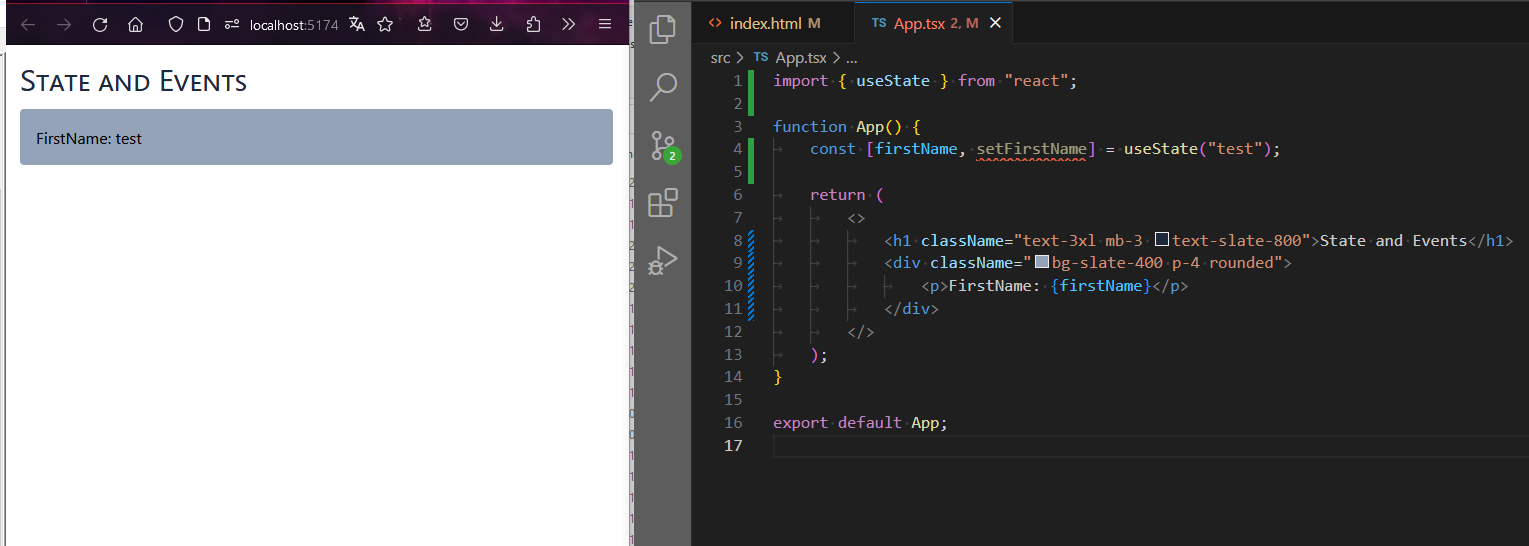 localhost:5174
State and Events
FirstName: test
index.html M
TS App.tsx 2, M
src > TS App.tsx > ...
1 import { useState } from "react";
2
3 function App() {
4 const [firstName, setFirstName] = useState("test");
5
6 return (
7 <>
8 <h1 className="text-3xl mb-3 text-slate-800">State and Events</h1>
9 <div className="bg-slate-400 p-4 rounded">
10 <p>FirstName: {firstName}</p>
11 </div>
12 </>
13 );
14 }
15
16 export default App;
17
2